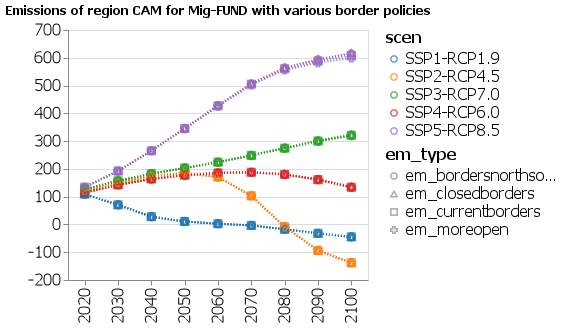 Emissions of region CAM for Mig-FUND with various border policies
700
600
500
400
300
200
100
0
−100
−200
2020
2030
2040
2050
2060
2070
2080
2090
2100
scen
SSP1-RCP1.9
SSP2-RCP4.5
SSP3-RCP7.0
SSP4-RCP6.0
SSP5-RCP8.5
em_type
em_bordersnorthso...
em_closedborders
em_currentborders
em_moreopen